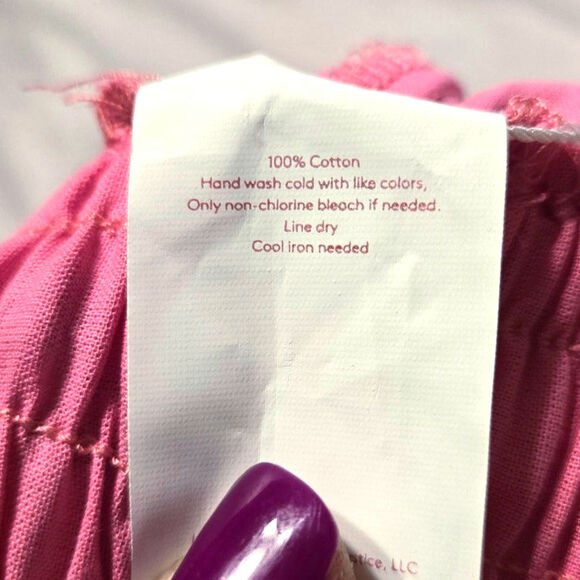 100% Cotton
Hand wash cold with like colors,
Only non-chlorine bleach if needed.
Line dry
Cool iron needed
LLC